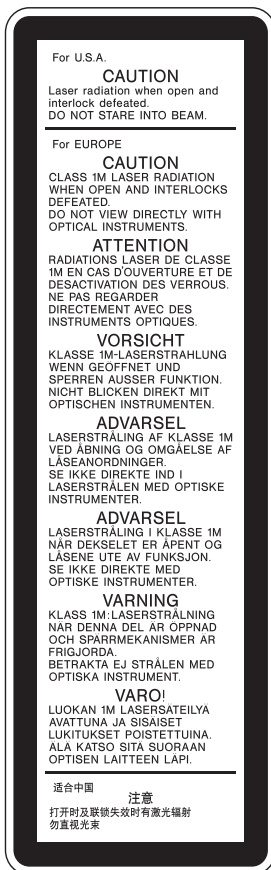 For U.S.A.
CAUTION
Laser radiation when open and
interlock defeated.
DO NOT STARE INTO BEAM.
For EUROPE
CAUTION
CLASS 1M LASER RADIATION
WHEN OPEN AND INTERLOCKS
DEFEATED.
DO NOT VIEW DIRECTLY WITH
OPTICAL INSTRUMENTS.
ATTENTION
RADIATIONS LASER DE CLASSE
1M EN CAS D'OUVERTURE ET DE
DESACTIVATION DES VERROUS.
NE PAS REGARDER
DIRECTEMENT AVEC DES
INSTRUMENTS OPTIQUES.
VORSICHT
KLASSE 1M-LASERSTRAHLUNG
WENN GEÖFFNET UND
SPERREN AUSSER FUNKTION.
NICHT BLICKEN DIREKT MIT
OPTISCHEN INSTRUMENTEN.
ADVARSEL
LASERSTRÅLING AF KLASSE 1M
VED ÅBNING OG OMGÅELSE AF
LÅSEANORDNINGER.
SE IKKE DIREKTE IND I
LASERSTRÅLEN MED OPTISKE
INSTRUMENTER.
ADVARSEL
LASERSTRÅLING I KLASSE 1M
NÅR DEKSELET ER ÅPENT OG
LÅSENE UTE AV FUNKSJON.
SE IKKE DIREKTE MED
OPTISKE INSTRUMENTER.
VARNING
KLASS 1M:LASERSTRÅLNING
NÄR DENNA DEL ÄR ÖPPNAD
OCH SPÄRRMEKANISMER ÄR
FRIGJORDA.
BETRAKTA EJ STRÅLEN MED
OPTISKA INSTRUMENT.
VARO!
LUOKAN 1M LASERSÄTEILYÄ
AVATTUNA JA SISÄISET
LUKITUKSET POISTETTUINA.
ÄLÄ KATSO SITÄ SUORAAN
OPTISEN LAITTEEN LÄPI.
适合中国
注意
打开时及联锁失效时有激光辐射
勿直视光束